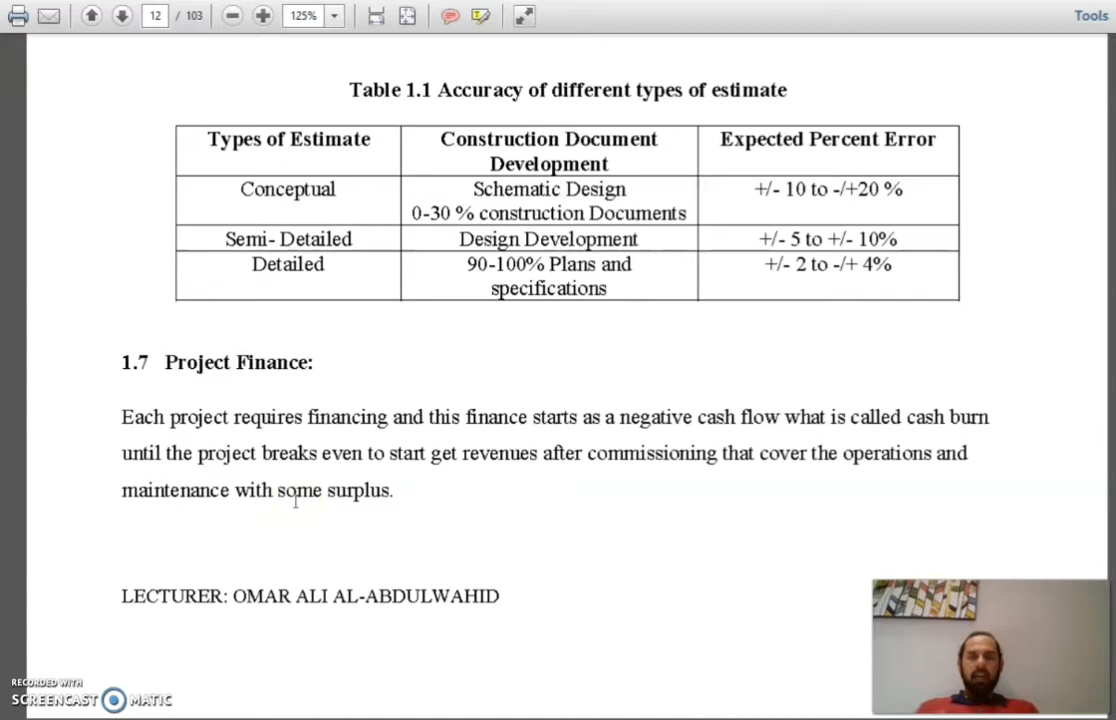 12 / 103
125%
Tools
Table 1.1 Accuracy of different types of estimate
Types of Estimate
Construction Document
Development
Expected Percent Error
Conceptual
Schematic Design
0-30 % construction Documents
+/- 10 to -/+20 %
Semi- Detailed
Design Development
+/- 5 to +/- 10%
Detailed
90-100% Plans and
specifications
+/- 2 to -/+ 4%
1.7 Project Finance:
Each project requires financing and this finance starts as a negative cash flow what is called cash burn
until the project breaks even to start get revenues after commissioning that cover the operations and
maintenance with some surplus.
LECTURER: OMAR ALI AL-ABDULWAHID
RECORDED WITH
SCREENCAST MATIC